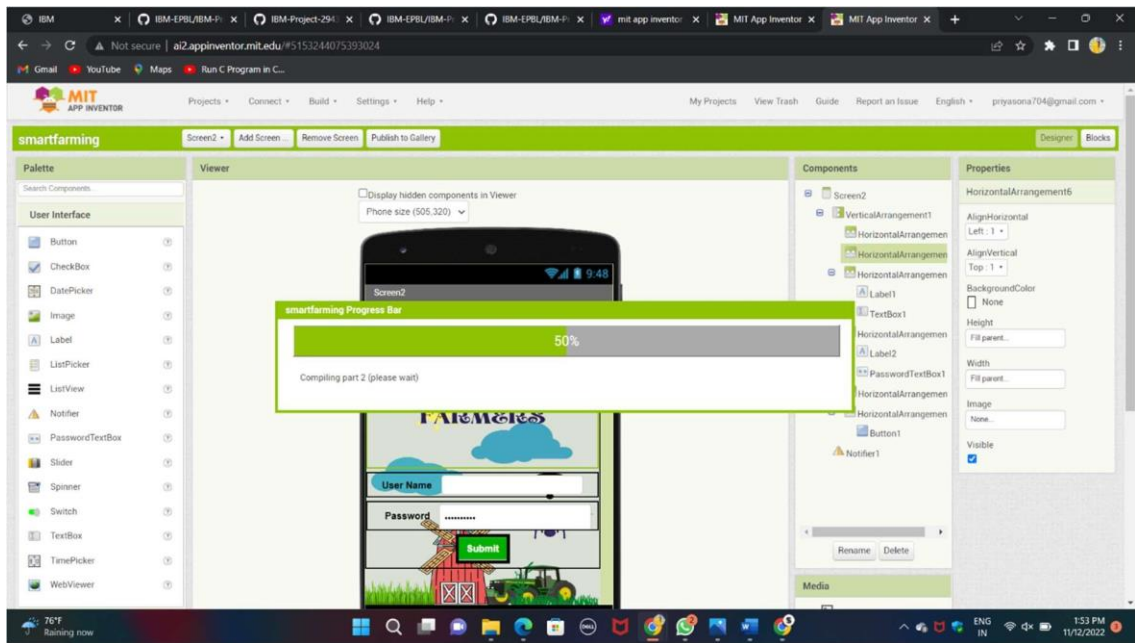 IBM
IBM-EPBL/IBM-Pr
IBM-Project-2943
IBM-EPBL/IBM-Pr
IBM-EPBL/IBM-Pr
mit app inventor
MIT App Inventor
MIT App Inventor
Not secure | ai2.appinventor.mit.edu/#5153244075393024
Gmail YouTube Maps Run C Program in C...
MIT
APP INVENTOR
Projects Connect Build Settings Help My Projects View Trash Guide Report an Issue English priyasona704@gmail.com
smartfarming Screen2 Add Screen ... Remove Screen Publish to Gallery Designer Blocks
Palette
Search Components...
User Interface
Button
CheckBox
DatePicker
Image
Label
ListPicker
ListView
Notifier
PasswordTextBox
Slider
Spinner
Switch
TextBox
TimePicker
WebViewer
Viewer
Display hidden components in Viewer
Phone size (505,320)
9:48
Screen2
smartfarming Progress Bar
50%
Compiling part 2 (please wait)
FARMERS
User Name
Password ..........
Submit
Components
Screen2
VerticalArrangement1
HorizontalArrangemen
HorizontalArrangemen
HorizontalArrangemen
Label1
TextBox1
HorizontalArrangemen
Label2
PasswordTextBox1
HorizontalArrangemen
HorizontalArrangemen
Button1
Notifier1
Rename Delete
Media
Properties
HorizontalArrangement6
AlignHorizontal
Left : 1
AlignVertical
Top : 1
BackgroundColor
None
Height
Fill parent...
Width
Fill parent...
Image
None...
Visible
76°F
Raining now
ENG
IN
1:53 PM
11/12/2022